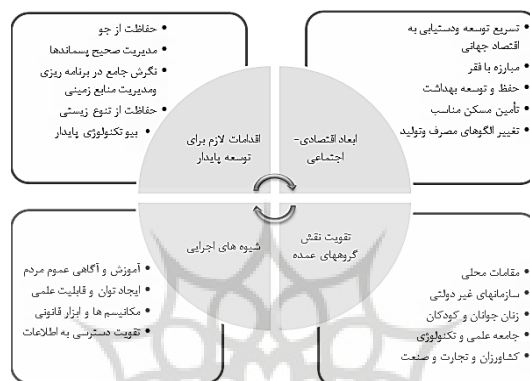 تسریع توسعه ودستیابی به
اقتصاد جهانی
مبارزه با فقر
حفظ و توسعه بهداشت
تأمین مسکن مناسب
تغییر الگوهای مصرف وتولید
حفاظت از جو
مدیریت صحیح پسماندها
نگرش جامع در برنامه ریزی
ومدیریت منابع زمینی
حفاظت از تنوع زیستی
بیو تکنولوژی پایدار
ابعاد اقتصادی-
اجتماعی
اقدامات لازم برای
توسعه پایدار
تقویت نقش
گروههای عمده
شیوه های اجرایی
مقامات محلی
سازمانهای غیر دولتی
زنان جوانان و کودکان
جامعه علمی و تکنولوژی
کشاورزان و تجارت و صنعت
آموزش و آگاهی عموم مردم
ایجاد توان و قابلیت علمی
مکانیسم ها و ابزار قانونی
تقویت دسترسی به اطلاعات